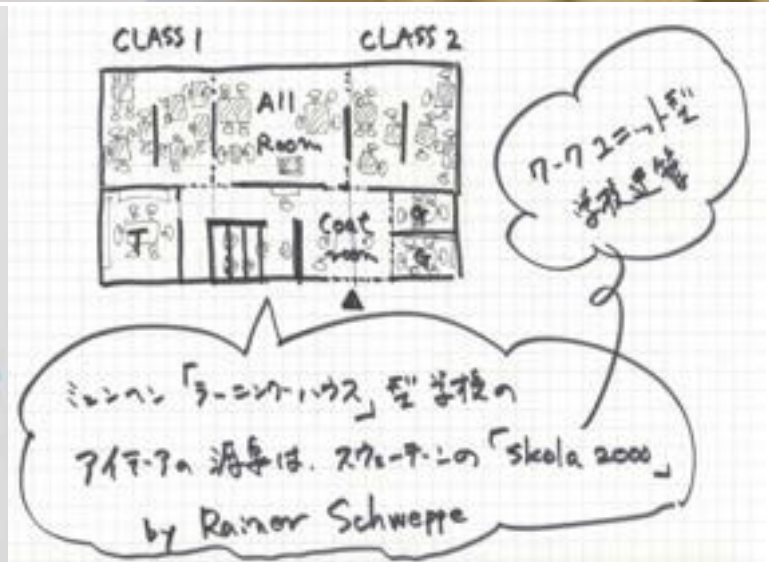 CLASS 1
CLASS 2
All
Room
T
Coat
room
G
G
ワークユニット型
学校運営
ミュンヘン「ラーニングハウス」型学校の
アイデアの源泉は、スウェーデンの「Skola 2000」
by Rainer Schweppe